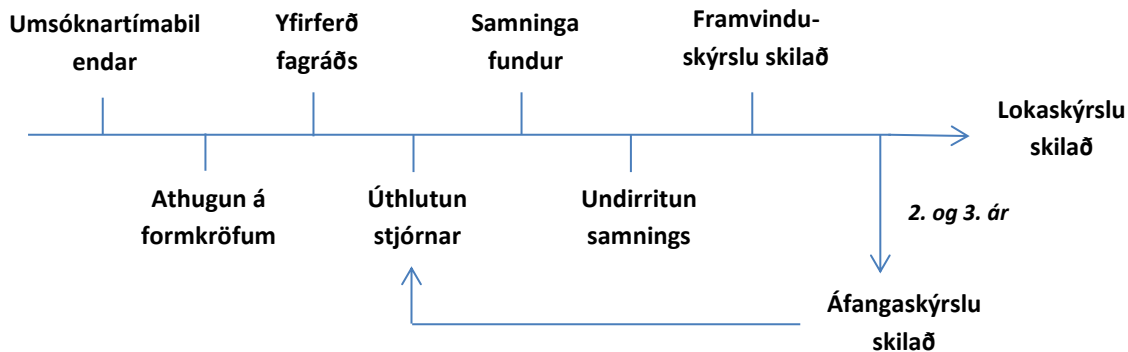 Umsóknartímabil
endar
Yfirferð
fagráðs
Samninga
fundur
Framvindu-
skýrslu skilað
Lokaskýrslu
skilað
Athugun á
formkröfum
Úthlutun
stjórnar
Undirritun
samnings
2. og 3. ár
Áfangaskýrslu
skilað